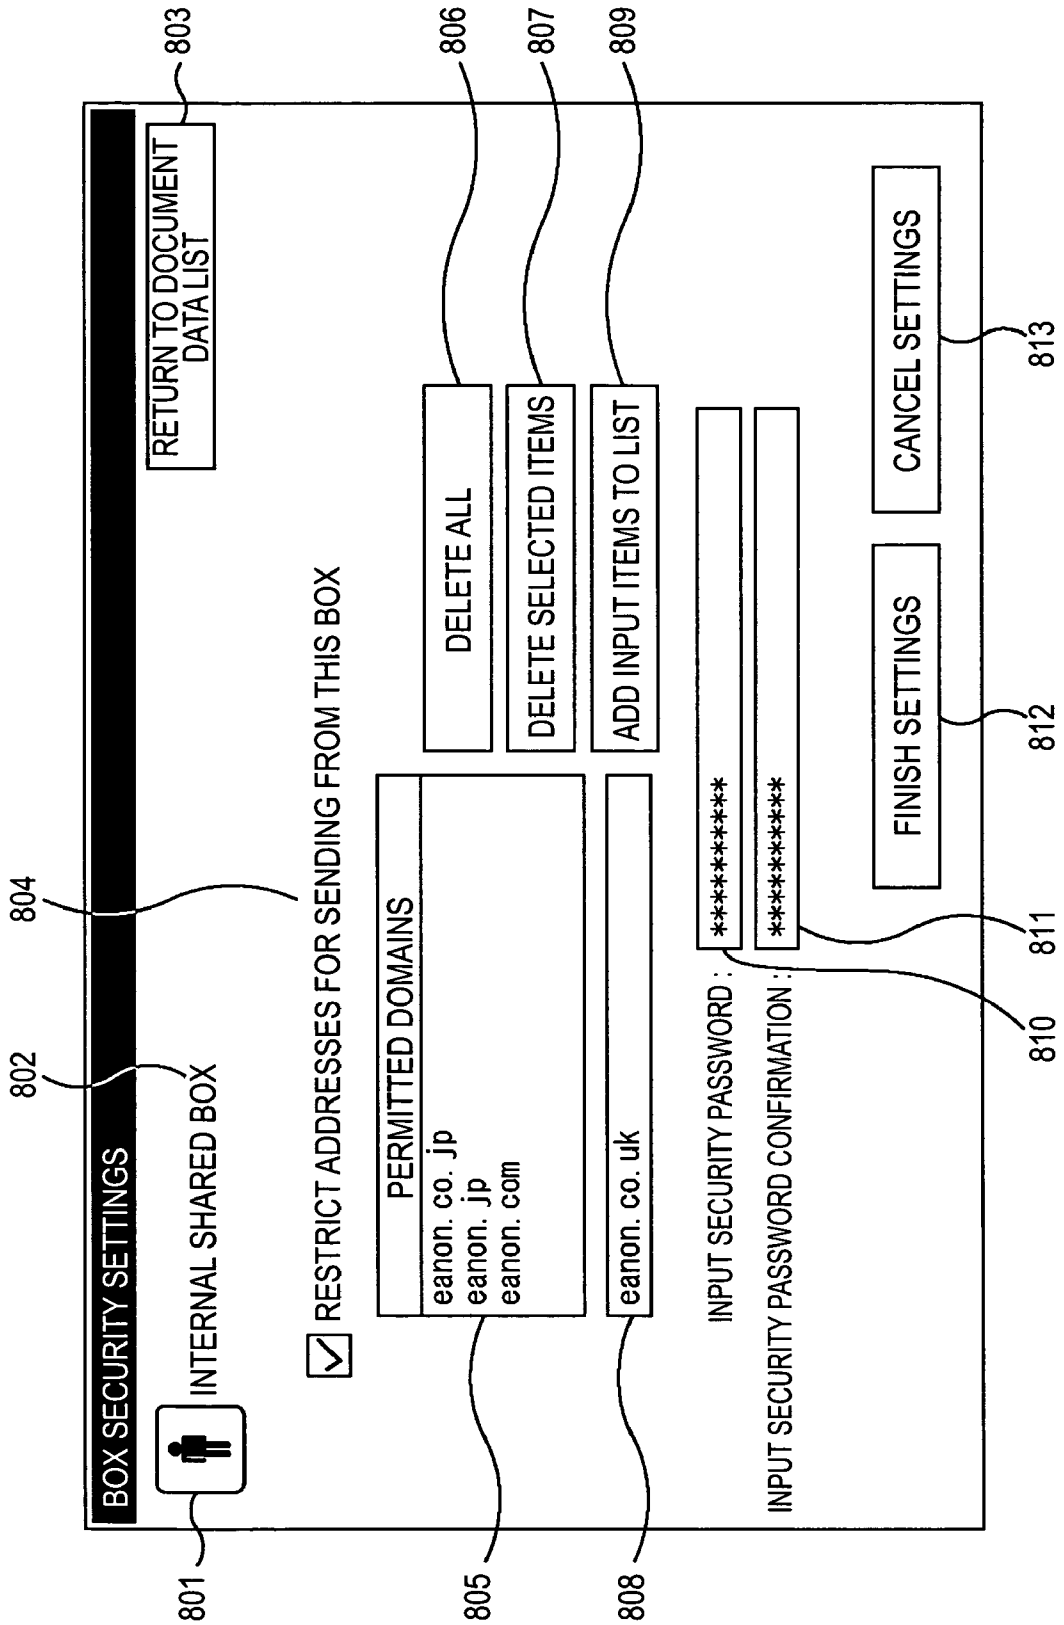 BOX SECURITY SETTINGS
801
802
INTERNAL SHARED BOX
RETURN TO DOCUMENT
DATA LIST
803
804
RESTRICT ADDRESSES FOR SENDING FROM THIS BOX
PERMITTED DOMAINS
eanon. co. jp
eanon. jp
eanon. com
805
DELETE ALL
806
DELETE SELECTED ITEMS
807
eanon. co. uk
808
ADD INPUT ITEMS TO LIST
809
INPUT SECURITY PASSWORD :
**********
810
INPUT SECURITY PASSWORD CONFIRMATION :
**********
811
FINISH SETTINGS
812
CANCEL SETTINGS
813